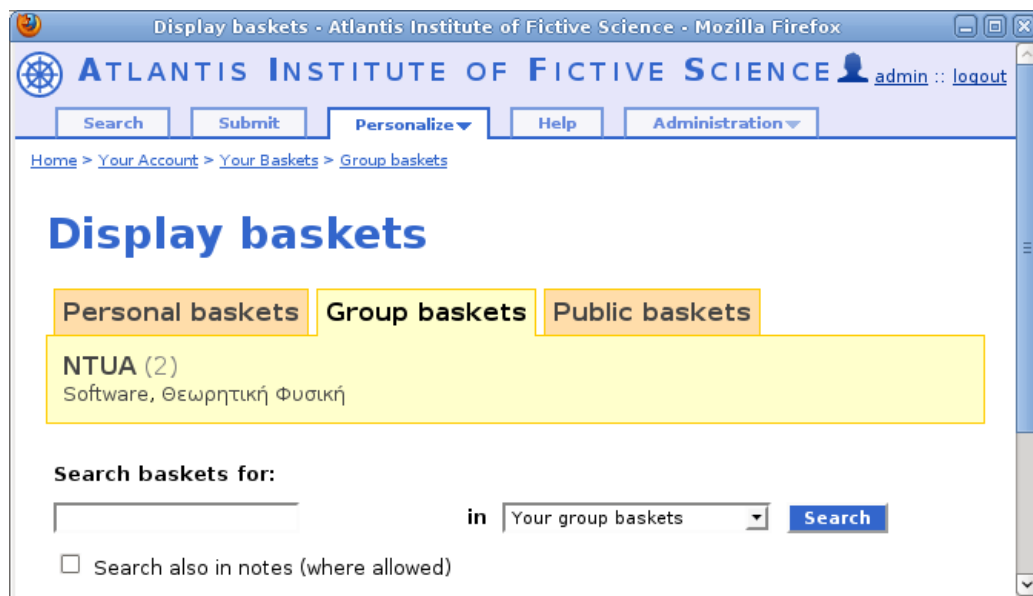 Display baskets - Atlantis Institute of Fictive Science - Mozilla Firefox
ATLANTIS INSTITUTE OF FICTIVE SCIENCE admin :: logout
Search Submit Personalize Help Administration
Home > Your Account > Your Baskets > Group baskets
Display baskets
Personal baskets Group baskets Public baskets
NTUA (2)
Software, Θεωρητική Φυσική
Search baskets for:
in Your group baskets Search
Search also in notes (where allowed)